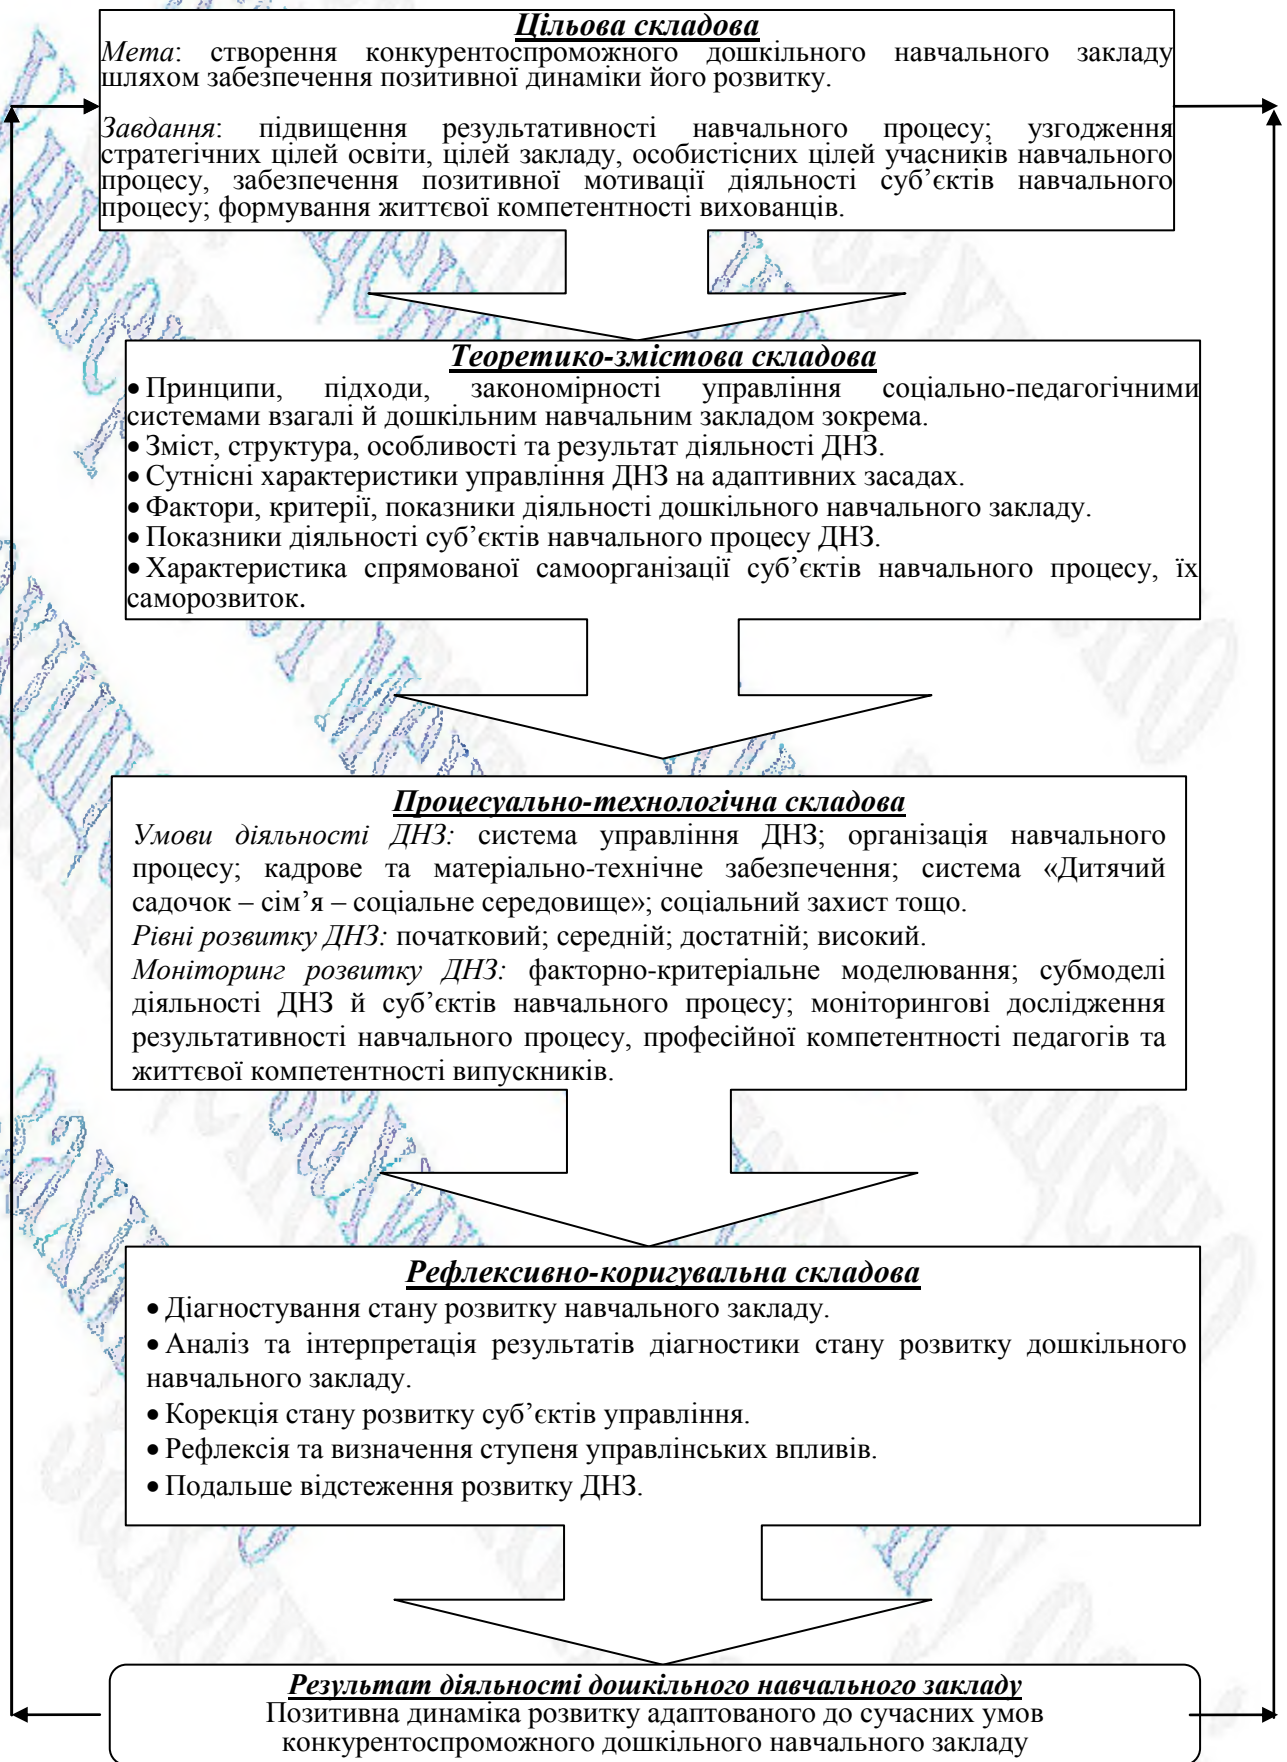 Цільова складова
Мета: створення конкурентоспроможного дошкільного навчального закладу
шляхом забезпечення позитивної динаміки його розвитку.
Завдання: підвищення результативності навчального процесу; узгодження
стратегічних цілей освіти, цілей закладу, особистісних цілей учасників навчального
процесу, забезпечення позитивної мотивації діяльності суб’єктів навчального
процесу; формування життєвої компетентності вихованців.
Теоретико-змістова складова
• Принципи, підходи, закономірності управління соціально-педагогічними
системами взагалі й дошкільним навчальним закладом зокрема.
• Зміст, структура, особливості та результат діяльності ДНЗ.
• Сутнісні характеристики управління ДНЗ на адаптивних засадах.
• Фактори, критерії, показники діяльності дошкільного навчального закладу.
• Показники діяльності суб’єктів навчального процесу ДНЗ.
• Характеристика спрямованої самоорганізації суб’єктів навчального процесу, їх
саморозвиток.
Процесуально-технологічна складова
Умови діяльності ДНЗ: система управління ДНЗ; організація навчального
процесу; кадрове та матеріально-технічне забезпечення; система «Дитячий
садочок – сім’я – соціальне середовище»; соціальний захист тощо.
Рівні розвитку ДНЗ: початковий; середній; достатній; високий.
Моніторинг розвитку ДНЗ: факторно-критеріальне моделювання; субмоделі
діяльності ДНЗ й суб’єктів навчального процесу; моніторингові дослідження
результативності навчального процесу, професійної компетентності педагогів та
життєвої компетентності випускників.
Рефлексивно-коригувальна складова
• Діагностування стану розвитку навчального закладу.
• Аналіз та інтерпретація результатів діагностики стану розвитку дошкільного
навчального закладу.
• Корекція стану розвитку суб’єктів управління.
• Рефлексія та визначення ступеня управлінських впливів.
• Подальше відстеження розвитку ДНЗ.
Результат діяльності дошкільного навчального закладу
Позитивна динаміка розвитку адаптованого до сучасних умов
конкурентоспроможного дошкільного навчального закладу